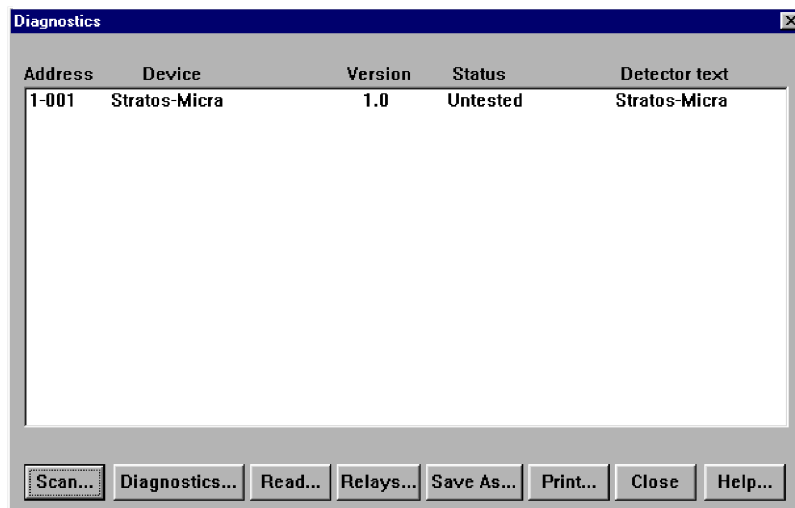 Diagnostics
Address Device Version Status Detector text
1-001 Stratos-Micra 1.0 Untested Stratos-Micra
Scan... Diagnostics... Read... Relays... Save As... Print... Close Help...